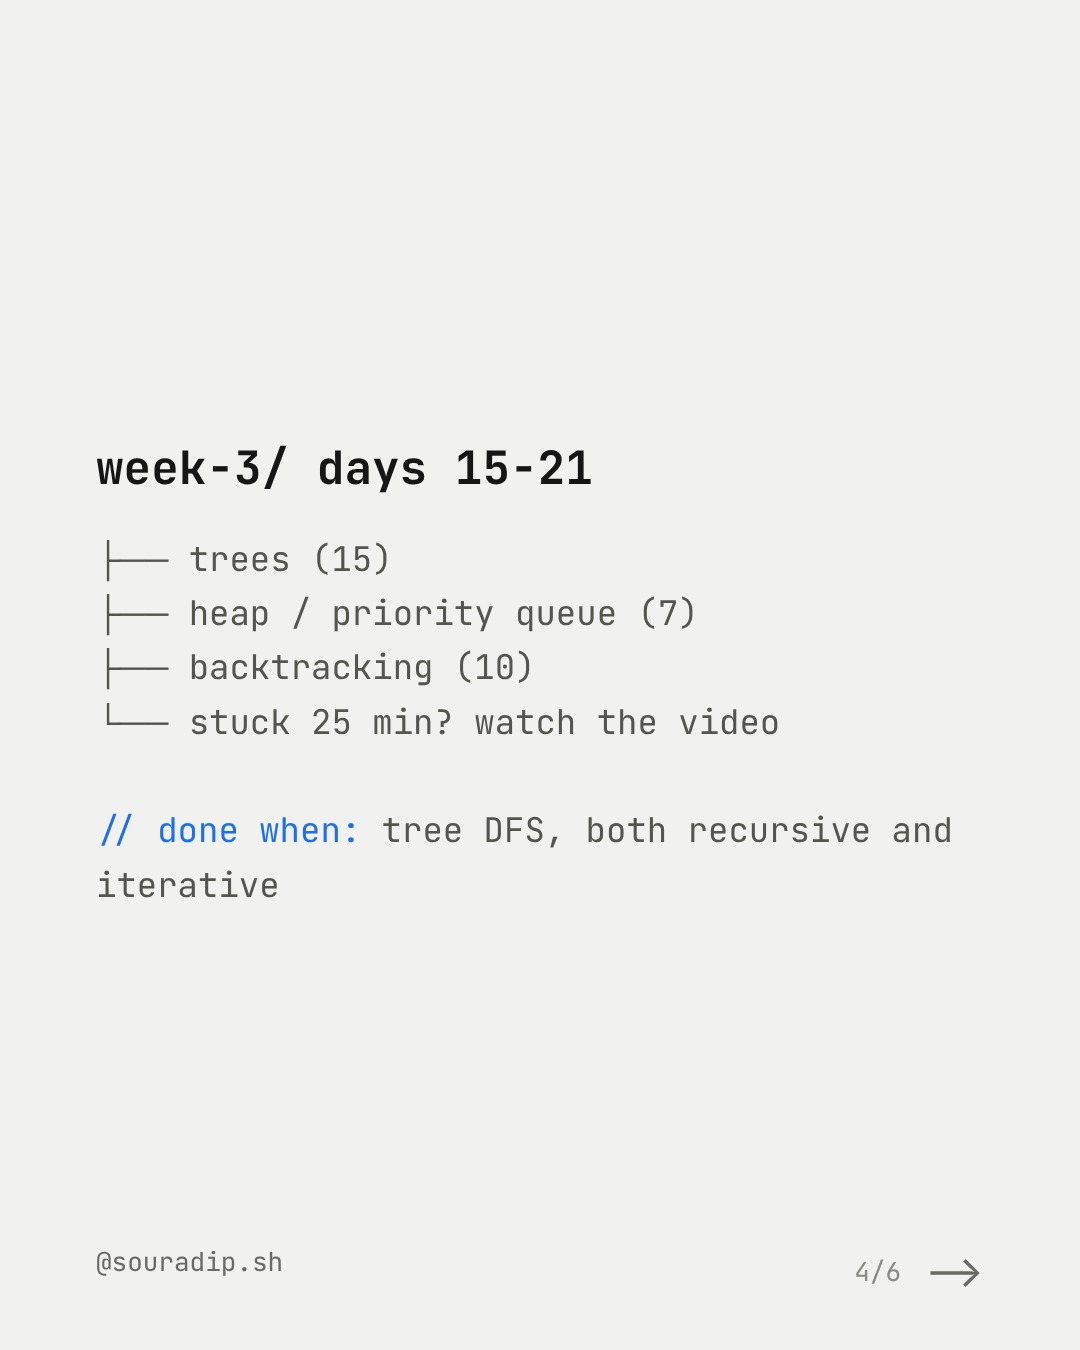 week-3/ days 15-21
├── trees (15)
├── heap / priority queue (7)
├── backtracking (10)
└── stuck 25 min? watch the video
// done when: tree DFS, both recursive and
iterative
@souradip.sh
4/6 →